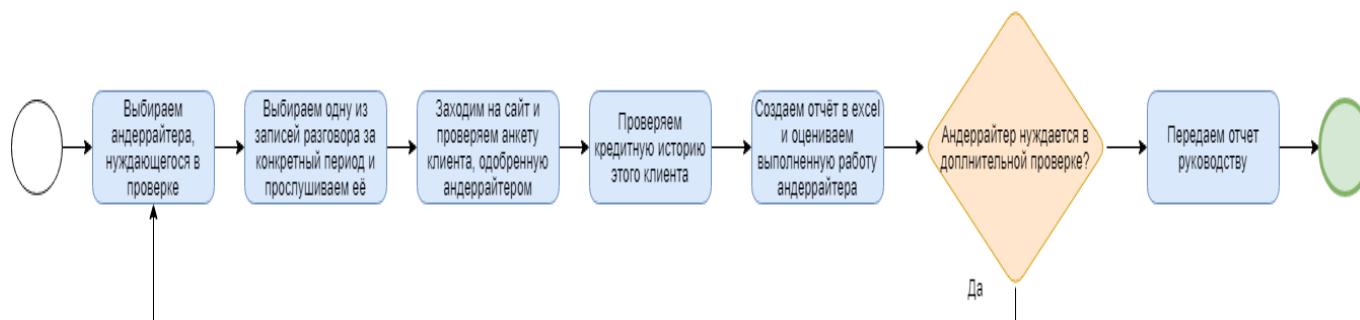 Выбираем
андеррайтера,
нуждающегося в
проверке
Выбираем одну из
записей разговора за
конкретный период и
прослушиваем её
Заходим на сайт и
проверяем анкету
клиента, одобренную
андеррайтером
Проверяем
кредитную историю
этого клиента
Создаем отчёт в excel
и оцениваем
выполненную работу
андеррайтера
Андеррайтер нуждается в
доплнительной проверке?
Передаем отчет
руководству
Да